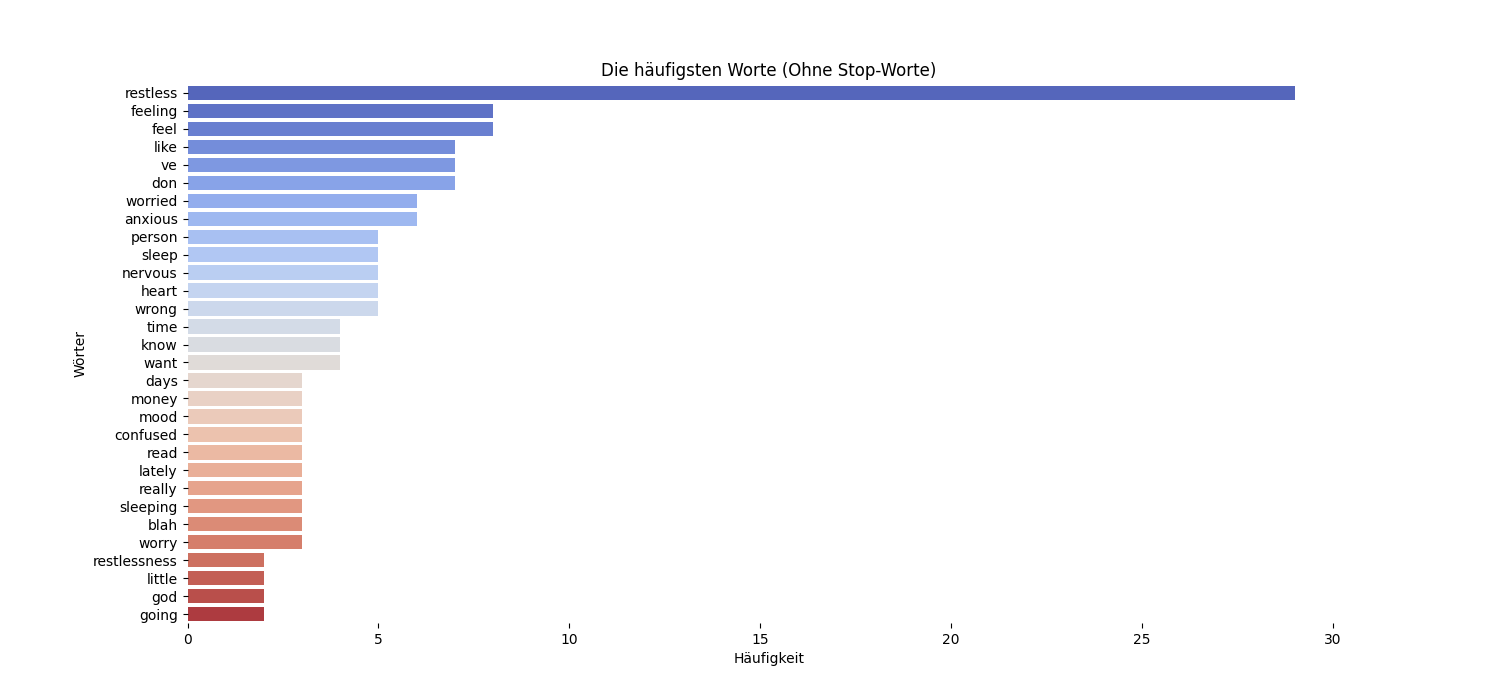 Die häufigsten Worte (Ohne Stop-Worte)
restless
feeling
feel
like
ve
don
worried
anxious
person
sleep
nervous
heart
wrong
time
know
want
days
money
mood
confused
read
lately
really
sleeping
blah
worry
restlessness
little
god
going
Wörter
0 5 10 15 20 25 30
Häufigkeit